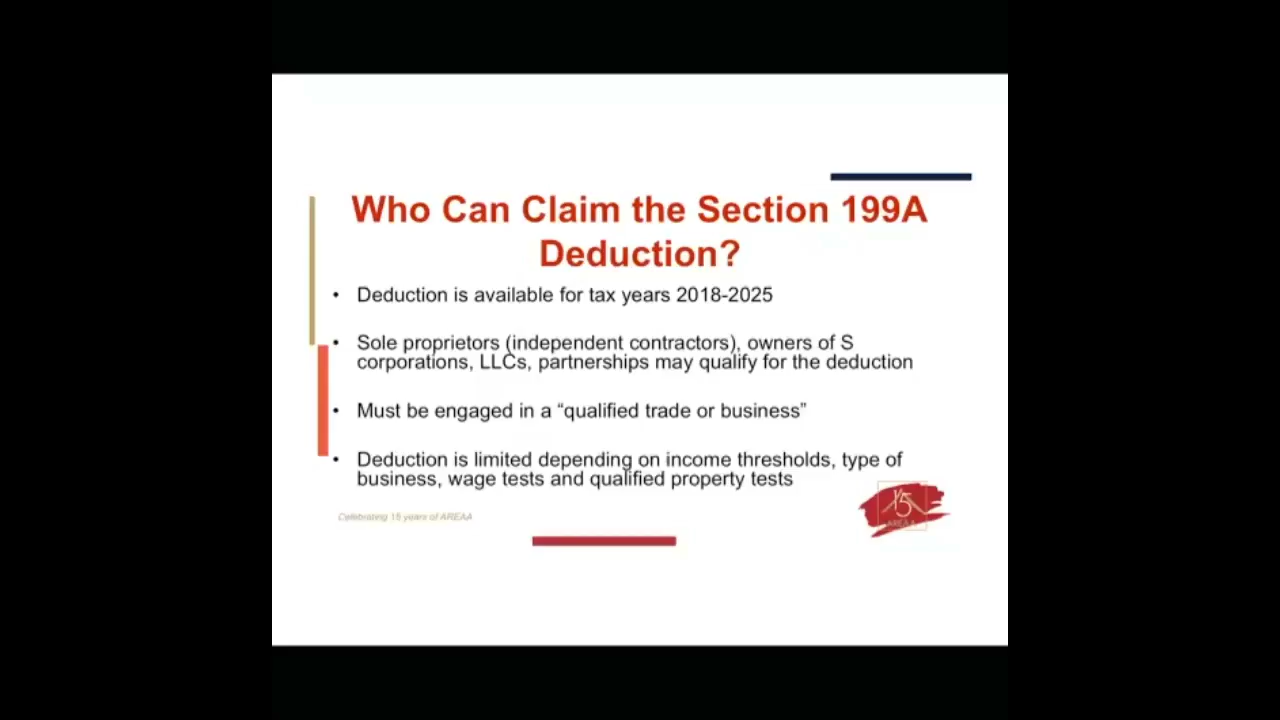 Who Can Claim the Section 199A
Deduction?
• Deduction is available for tax years 2018-2025
• Sole proprietors (independent contractors), owners of S
corporations, LLCs, partnerships may qualify for the deduction
• Must be engaged in a “qualified trade or business”
• Deduction is limited depending on income thresholds, type of
business, wage tests and qualified property tests
Celebrating 15 years of AREAA
15
AREAA